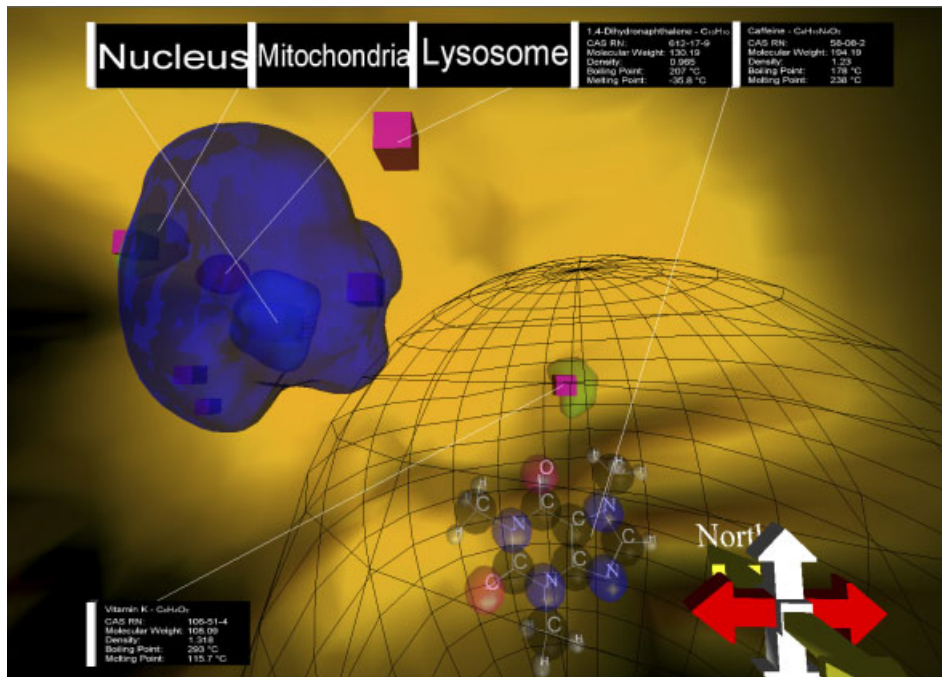 Nucleus
Mitochondria
Lysosome
1,4-Dihydronaphthalene - C₁₀H₁₀
CAS RN: 612-17-9
Molecular Weight: 130.19
Density: 0.965
Boiling Point: 207 °C
Melting Point: -35.8 °C
Caffeine - C₈H₁₀N₄O₂
CAS RN: 58-08-2
Molecular Weight: 194.19
Density: 1.23
Boiling Point: 178 °C
Melting Point: 238 °C
H
H
H
O
H
H
C
C
C
N
N
C
H
H
C
C
H
C
C
O
N
N
C
H
H
H
North
Vitamin K - C₆H₄O₂
CAS RN: 106-51-4
Molecular Weight: 108.09
Density: 1.318
Boiling Point: 293 °C
Melting Point: 115.7 °C